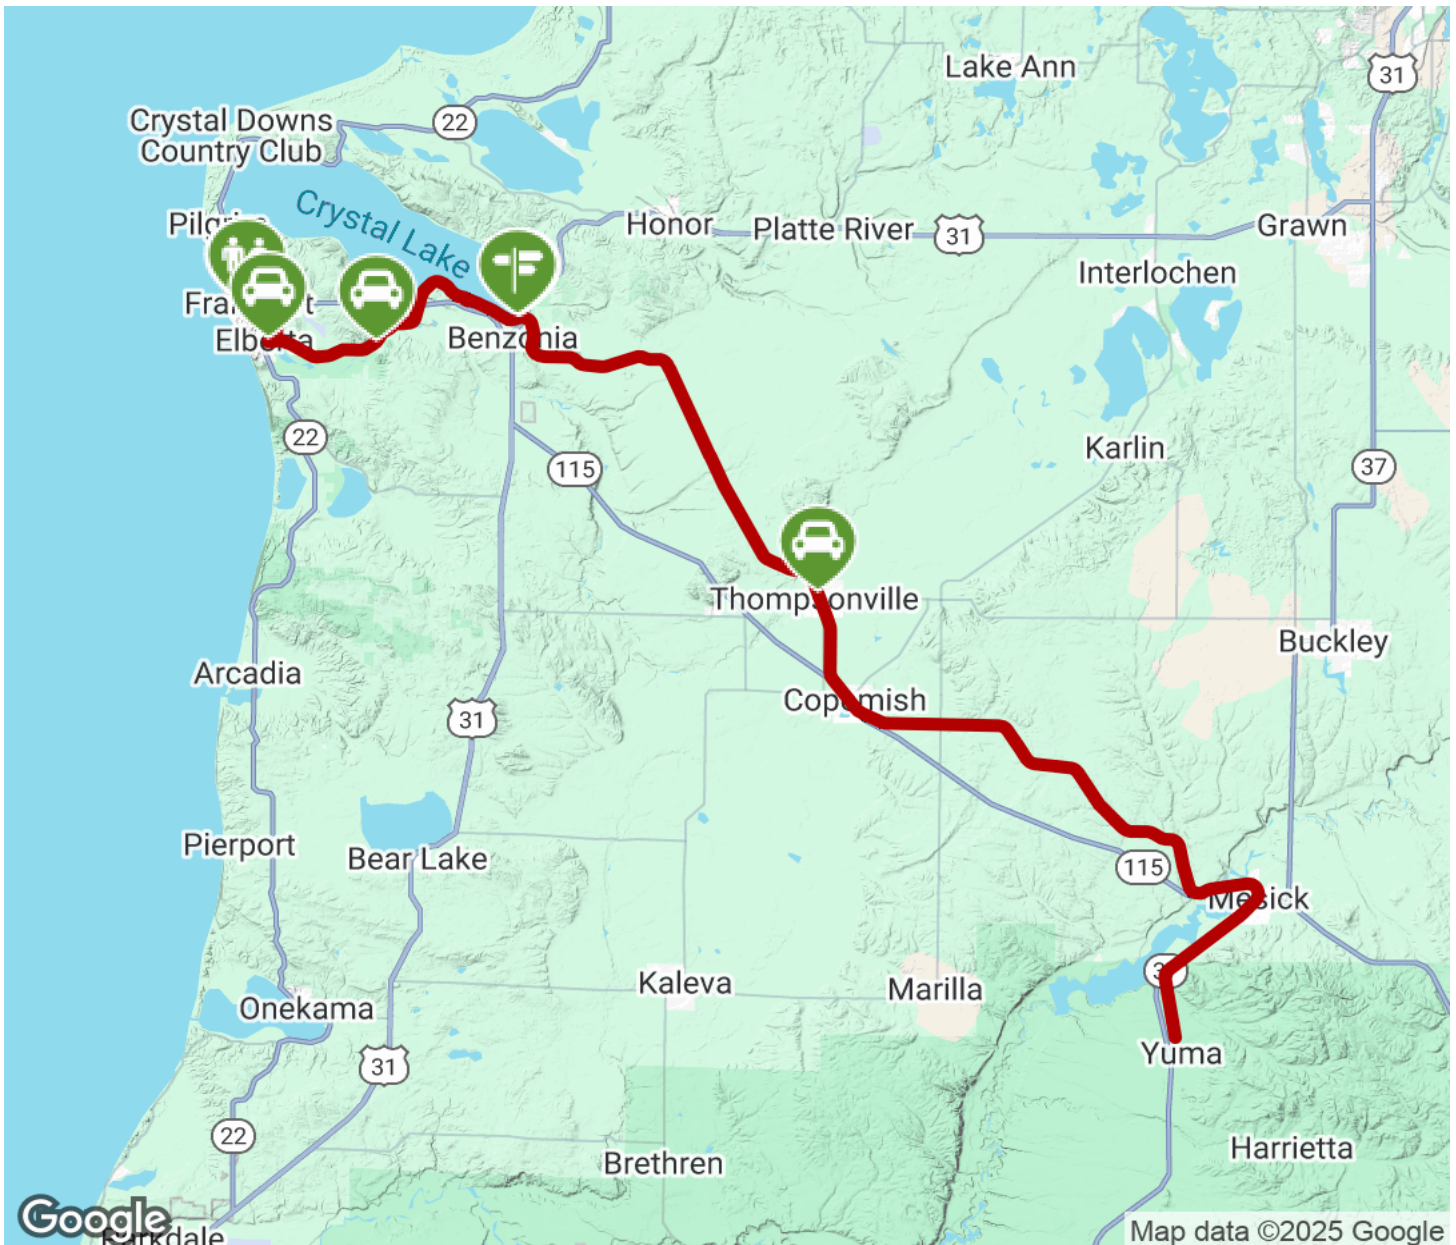 Lake Ann
31
Crystal Downs
Country Club
22
Crystal Lake
Honor
Platte River
31
Grawn
Interlochen
Elberta
Benzonia
22
115
Karlin
37
Thompsonville
Buckley
Arcadia
Copemish
31
Pierport
Bear Lake
115
Mesick
Kaleva
Marilla
Onekama
31
Yuma
22
Brethren
Harrietta
Google
Map data ©2025 Google